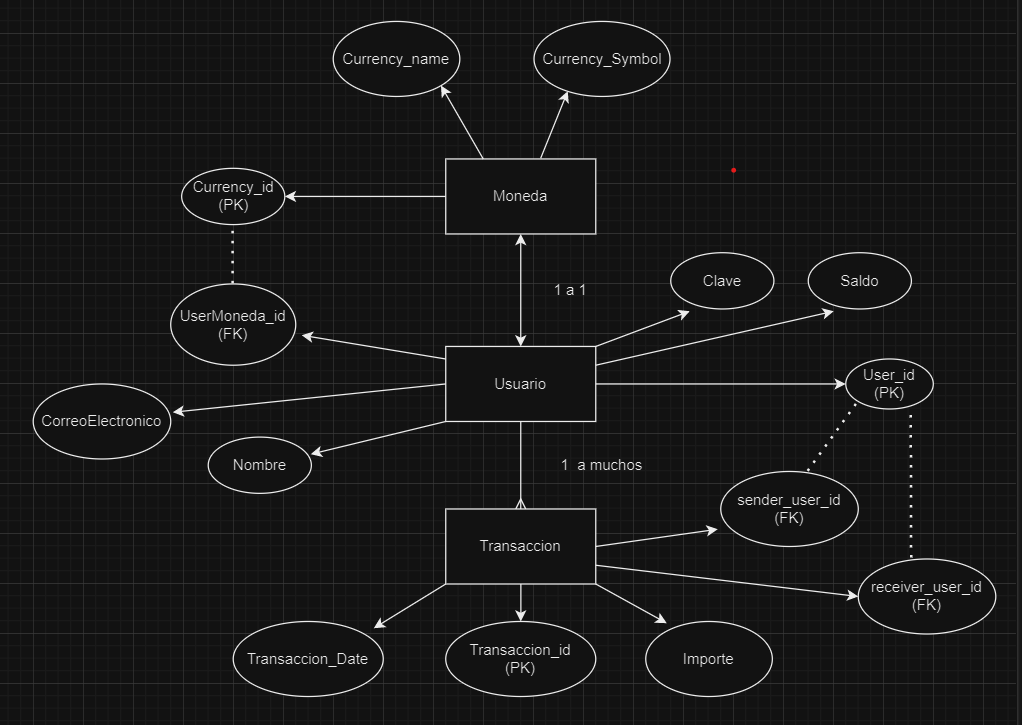 Currency_name
Currency_Symbol
Currency_id
(PK)
Moneda
UserMoneda_id
(FK)
1 a 1
Clave
Saldo
Usuario
User_id
(PK)
CorreoElectronico
Nombre
1 a muchos
sender_user_id
(FK)
Transaccion
receiver_user_id
(FK)
Transaccion_Date
Transaccion_id
(PK)
Importe